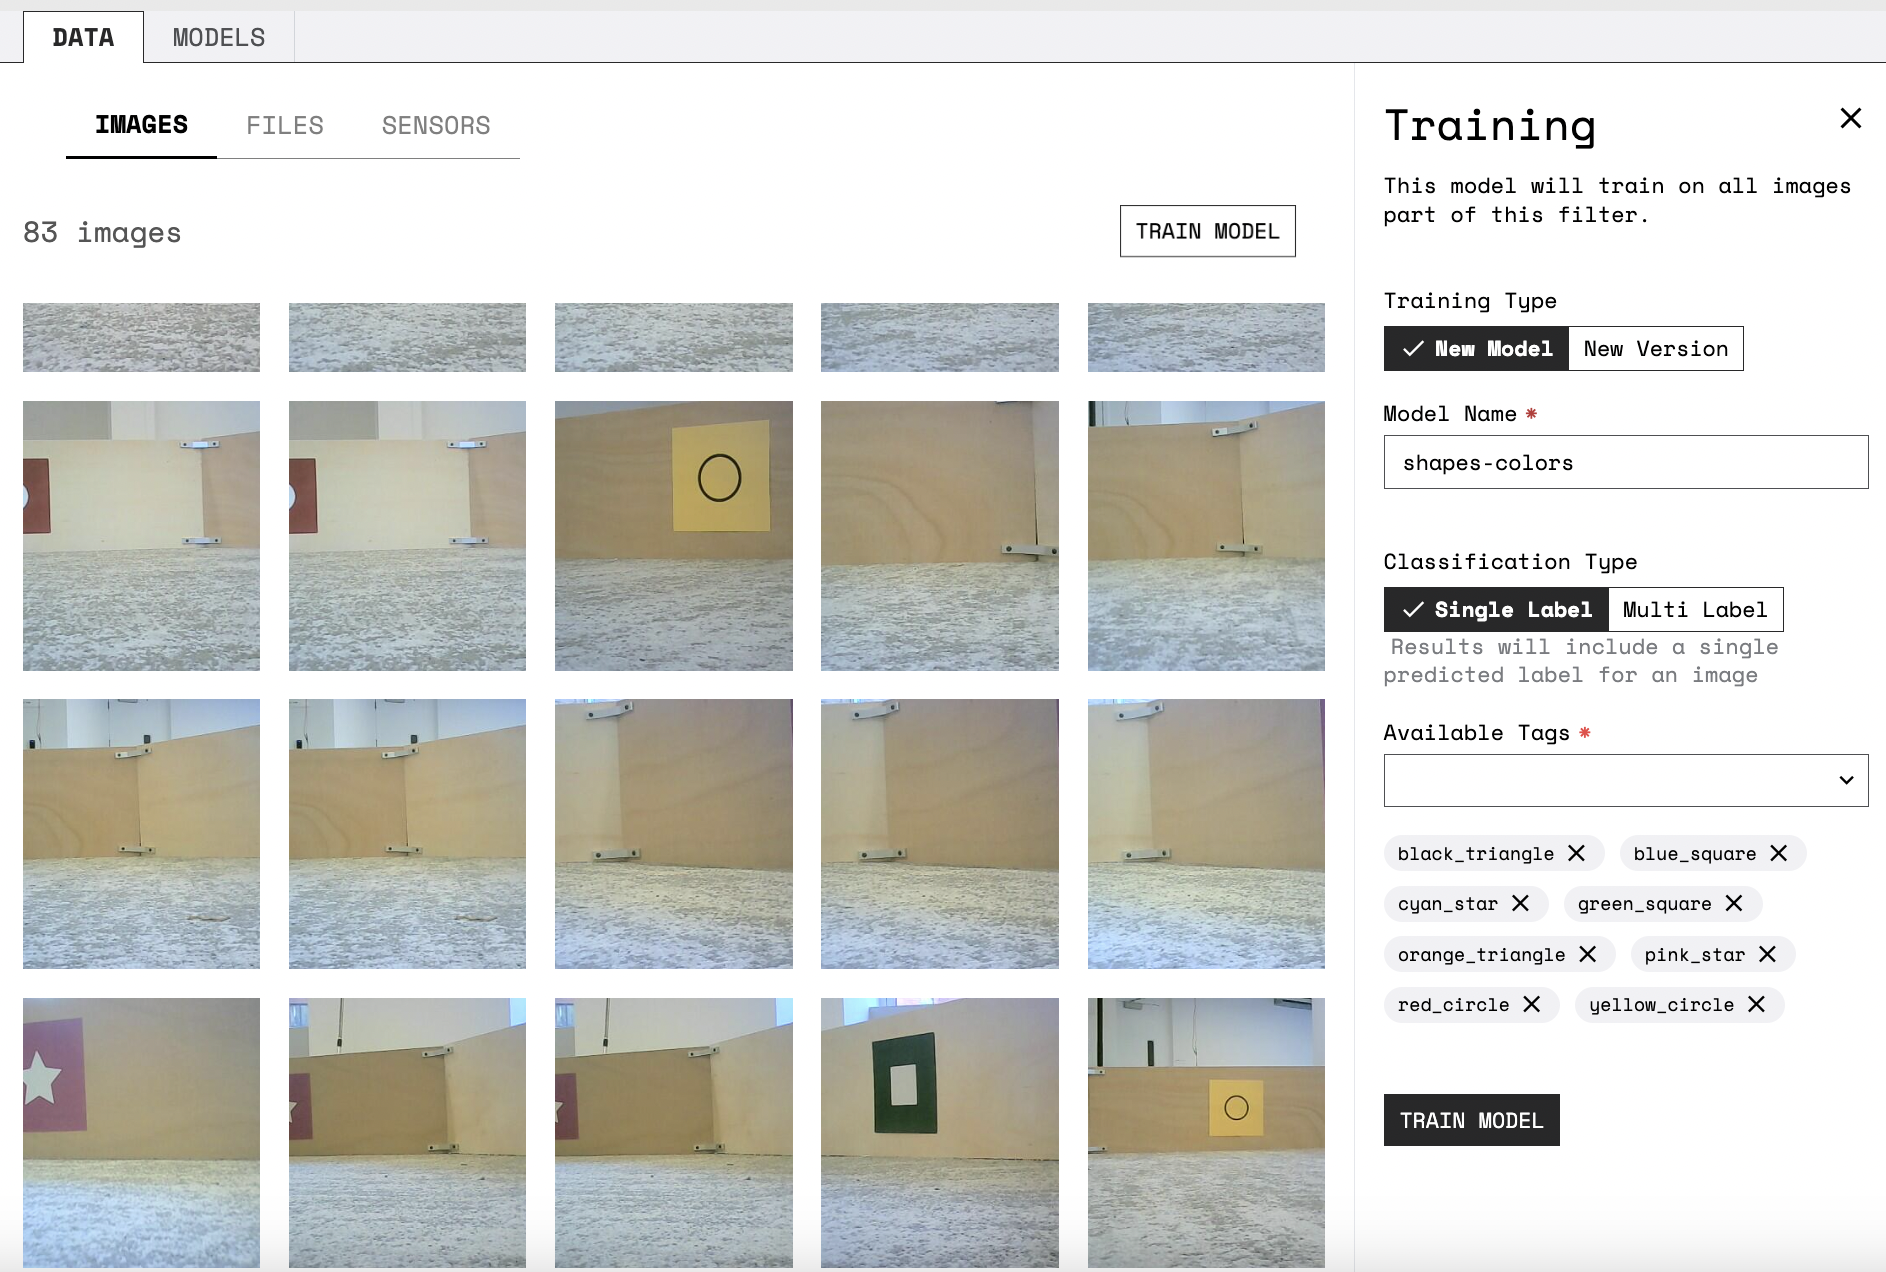 DATA
MODELS
IMAGES
FILES
SENSORS
83 images
TRAIN MODEL
Training
This model will train on all images
part of this filter.
Training Type
New Model
New Version
Model Name *
shapes-colors
Classification Type
Single Label
Multi Label
Results will include a single
predicted label for an image
Available Tags *
black_triangle
blue_square
cyan_star
green_square
orange_triangle
pink_star
red_circle
yellow_circle
TRAIN MODEL